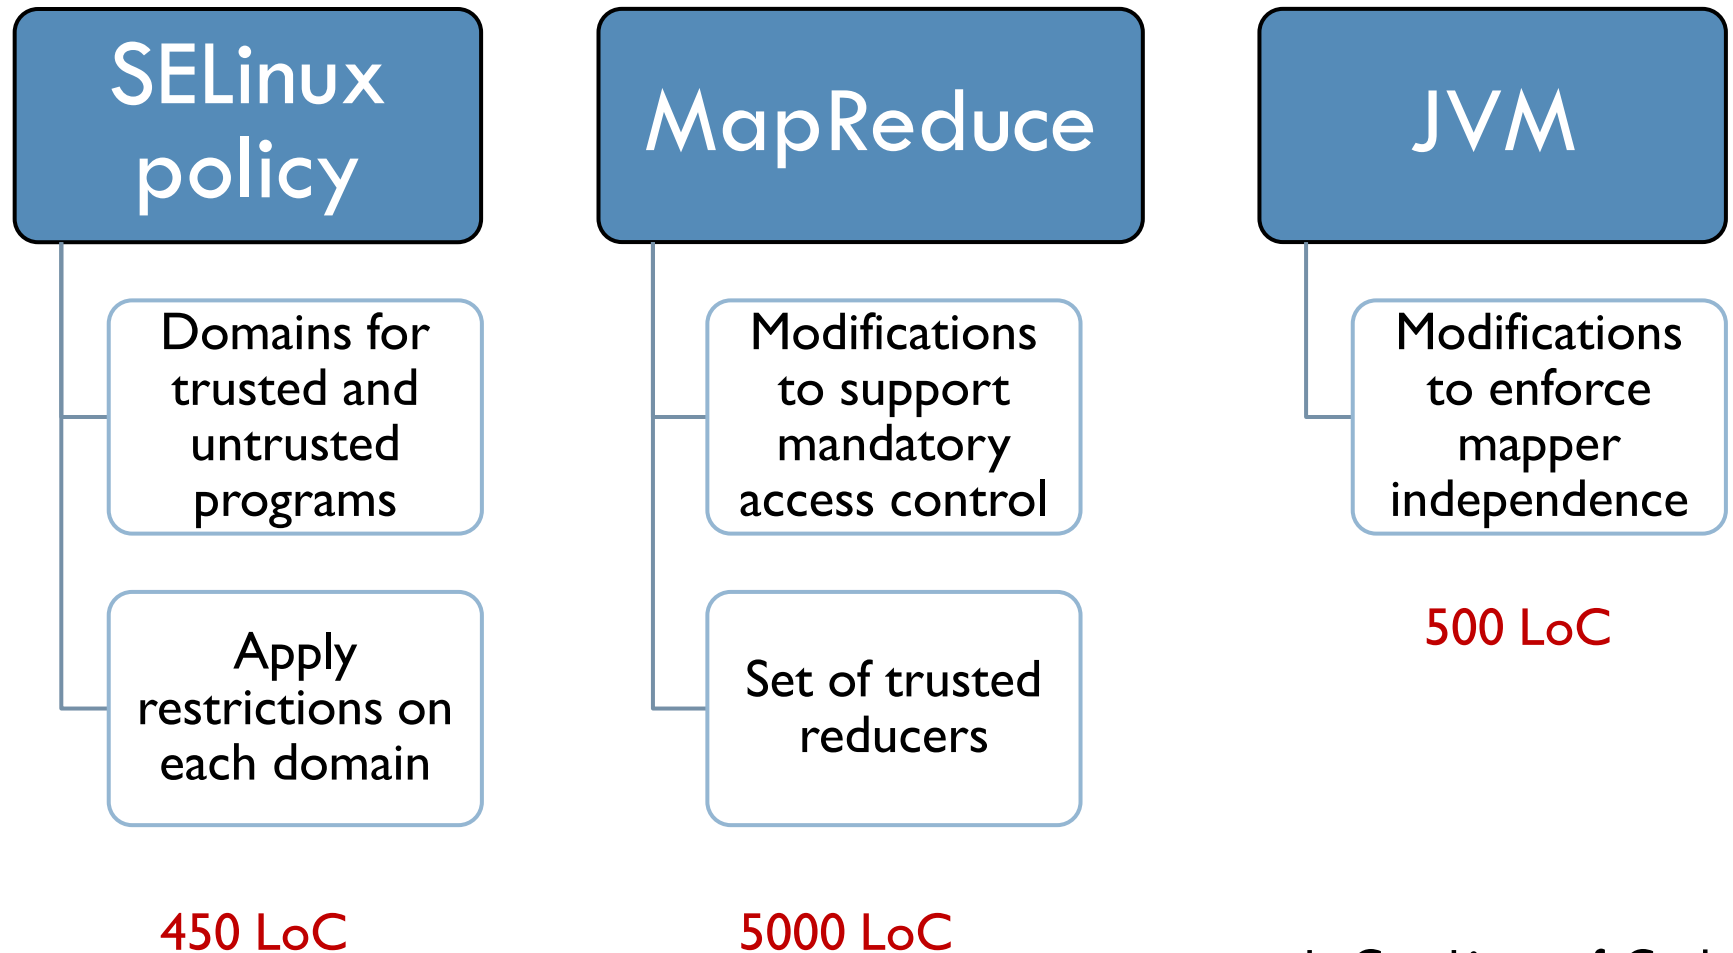 SELinux
policy
Domains for
trusted and
untrusted
programs
Apply
restrictions on
each domain
450 LoC
MapReduce
Modifications
to support
mandatory
access control
Set of trusted
reducers
5000 LoC
JVM
Modifications
to enforce
mapper
independence
500 LoC